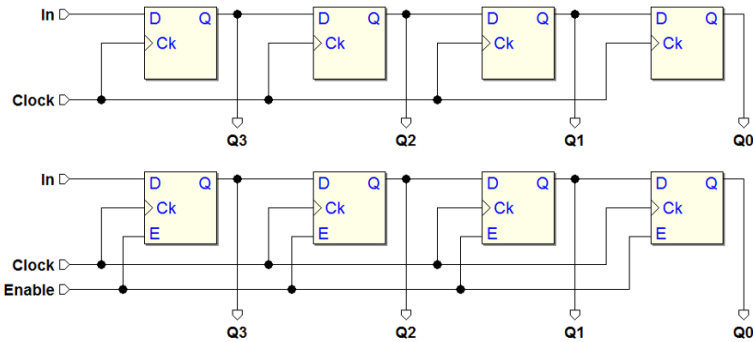 In D Q D Q D Q D Q
Ck Ck Ck Ck
Clock
Q3 Q2 Q1 Q0
In D Q D Q D Q D Q
Ck Ck Ck Ck
E E E E
Clock
Enable
Q3 Q2 Q1 Q0